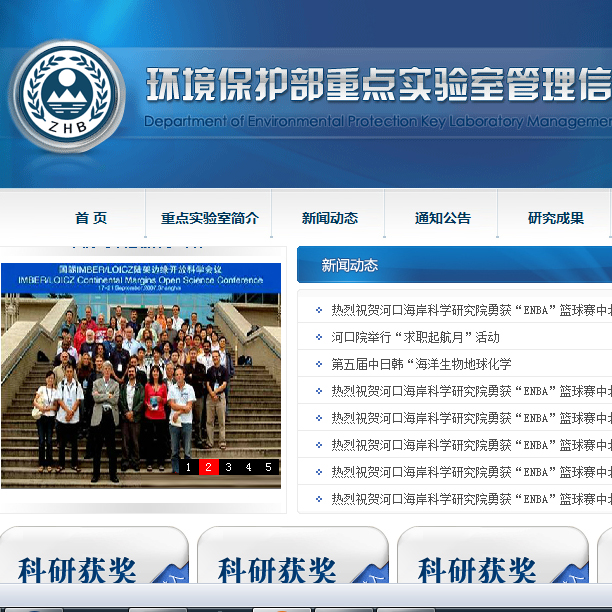 ZHB
环境保护部重点实验室管理信
Department of Environmental Protection Key Laboratory Managemen
首 页
重点实验室简介
新闻动态
通知公告
研究成果
国际IMBER/LOICZ陆架边缘开放科学会议
IMBER/LOICZ Continental Margins Open Science Conference
17-21 September,2007,Shanghai
1 2 3 4 5
新闻动态
热烈祝贺河口海岸科学研究院勇获“ENBA”篮球赛中北
河口院举行“求职起航月”活动
第五届中日韩“海洋生物地球化学
热烈祝贺河口海岸科学研究院勇获“ENBA”篮球赛中北
热烈祝贺河口海岸科学研究院勇获“ENBA”篮球赛中北
热烈祝贺河口海岸科学研究院勇获“ENBA”篮球赛中北
热烈祝贺河口海岸科学研究院勇获“ENBA”篮球赛中北
热烈祝贺河口海岸科学研究院勇获“ENBA”篮球赛中北
科研获奖
科研获奖
科研获奖